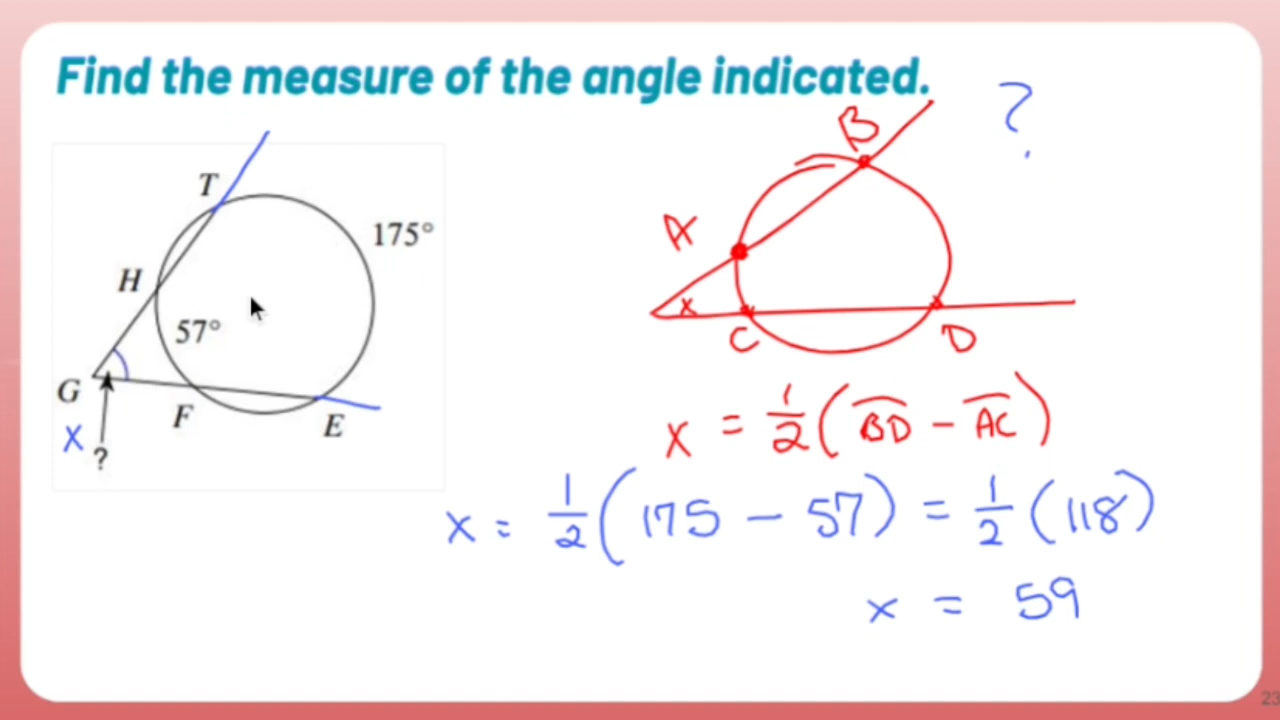 Find the measure of the angle indicated.
?
B
T
175°
A
H
57°
x
G
F
E
C
D
x
?
x = 1/2 (BD − AC)
x = 1/2 (175 − 57) = 1/2 (118)
x = 59
23